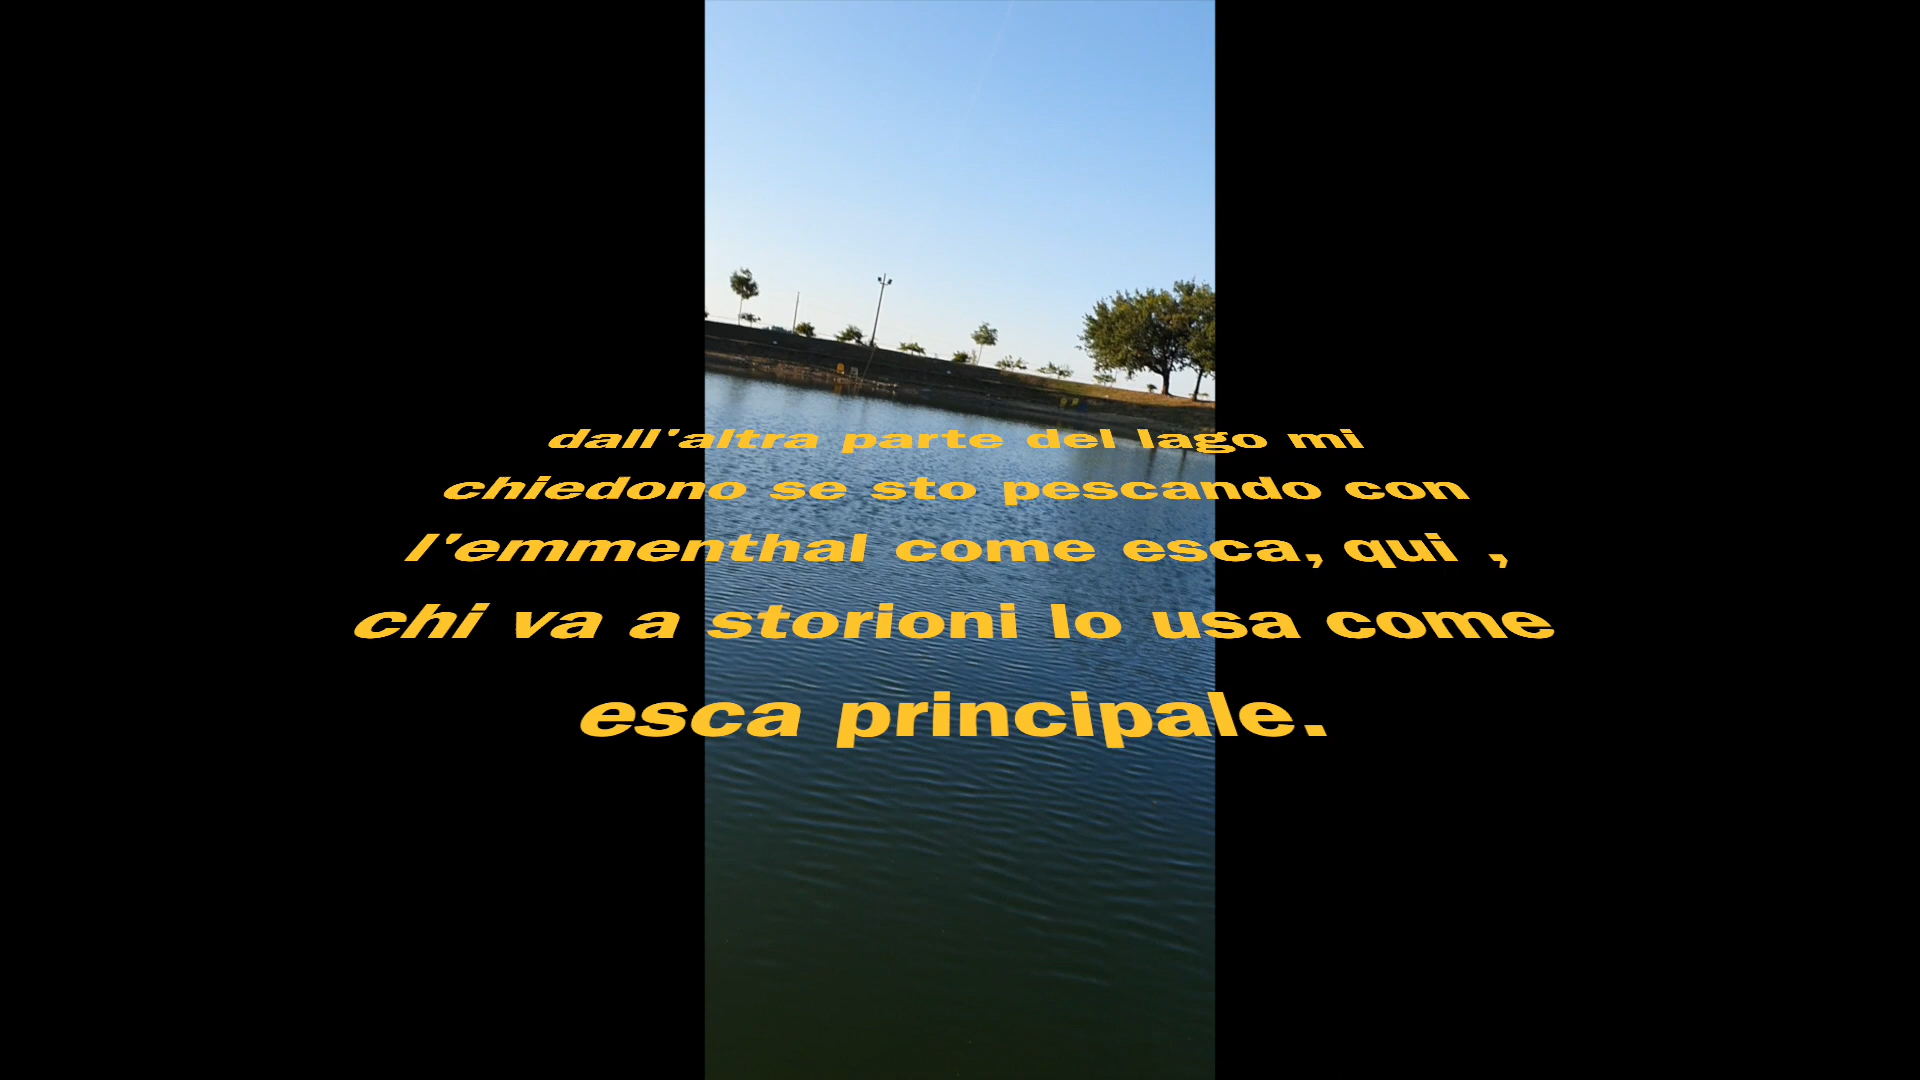 dall'altra parte del lago mi
chiedono se sto pescando con
l'emmenthal come esca, qui ,
chi va a storioni lo usa come
esca principale.